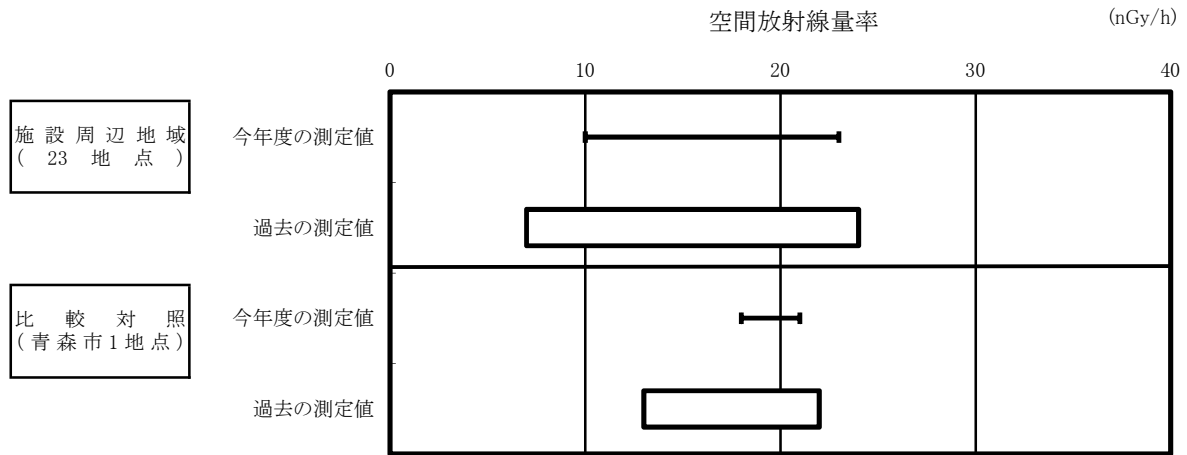 空間放射線量率
(nGy/h)
0 10 20 30 40
施設周辺地域
(23地点)
今年度の測定値
過去の測定値
比較対照
(青森市1地点)
今年度の測定値
過去の測定値